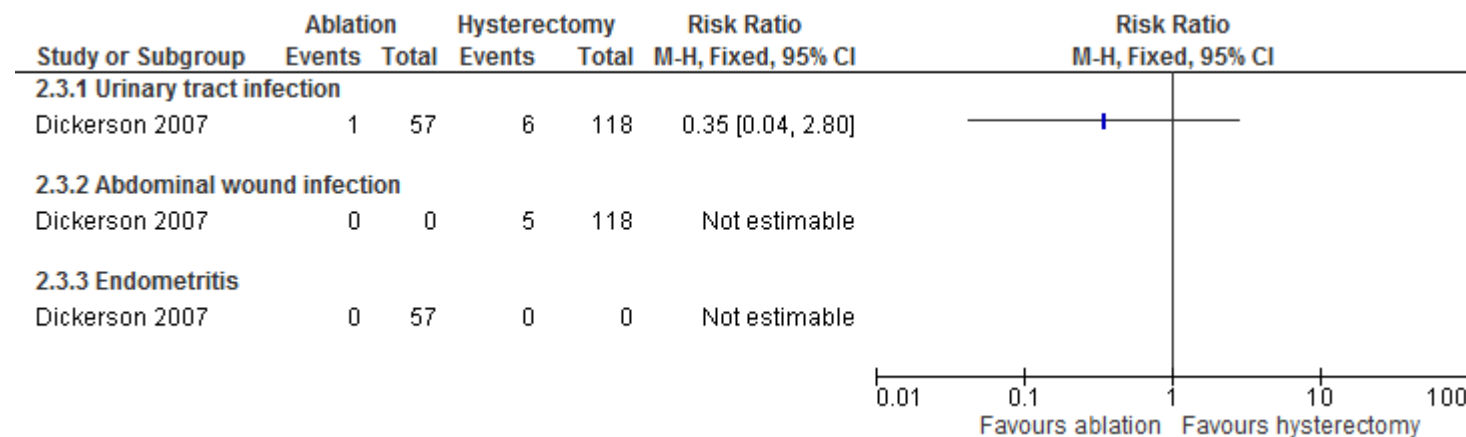 Ablation Hysterectomy Risk Ratio Risk Ratio
Study or Subgroup Events Total Events Total M-H, Fixed, 95% CI M-H, Fixed, 95% CI
2.3.1 Urinary tract infection
Dickerson 2007 1 57 6 118 0.35 [0.04, 2.80]
2.3.2 Abdominal wound infection
Dickerson 2007 0 0 5 118 Not estimable
2.3.3 Endometritis
Dickerson 2007 0 57 0 0 Not estimable
0.01 0.1 1 10 100
Favours ablation Favours hysterectomy